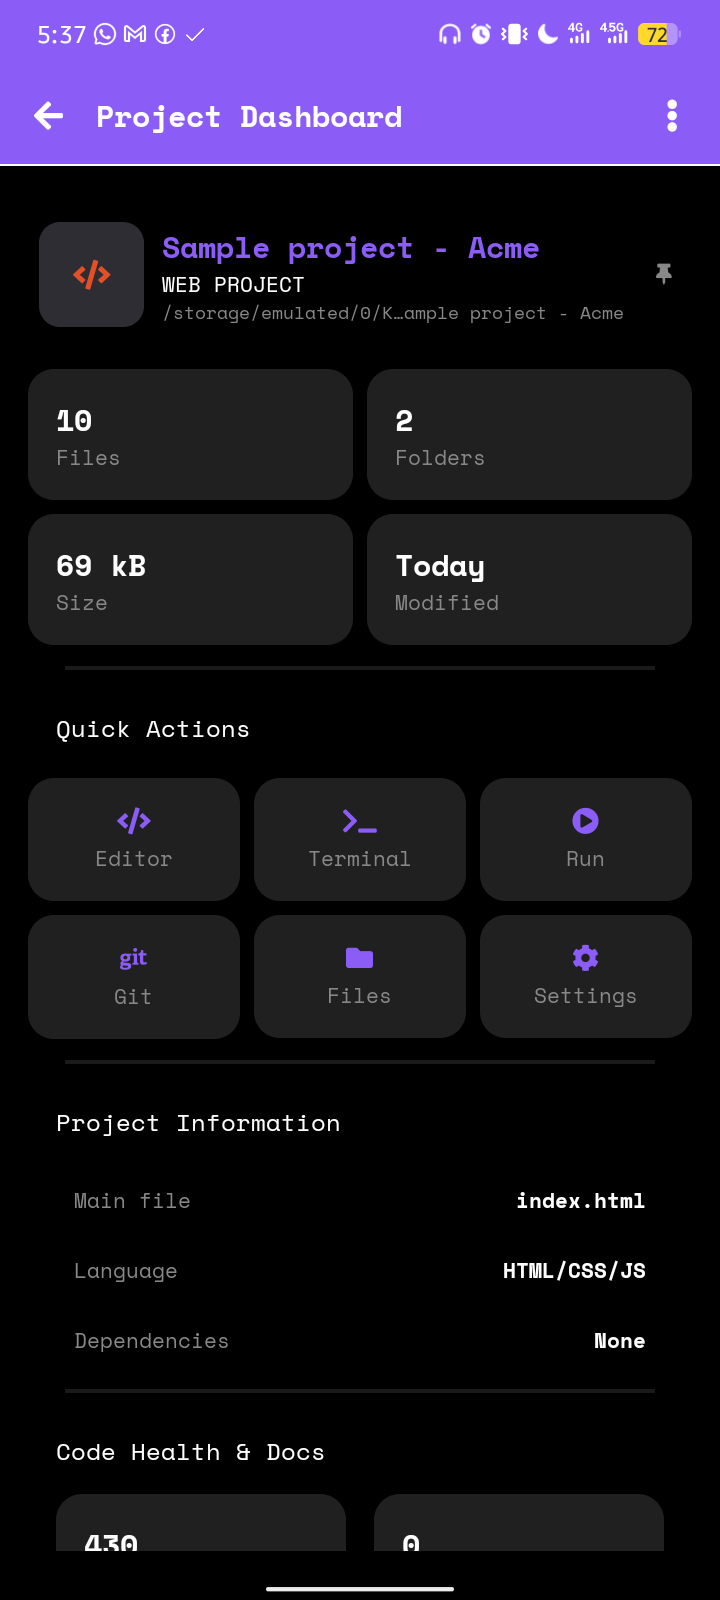 5:37 4G 4.5G 72
Project Dashboard
Sample project - Acme
WEB PROJECT
/storage/emulated/0/K…ample project - Acme
10 2
Files Folders
69 kB Today
Size Modified
Quick Actions
Editor Terminal Run
git
Git Files Settings
Project Information
Main file index.html
Language HTML/CSS/JS
Dependencies None
Code Health & Docs
430 0